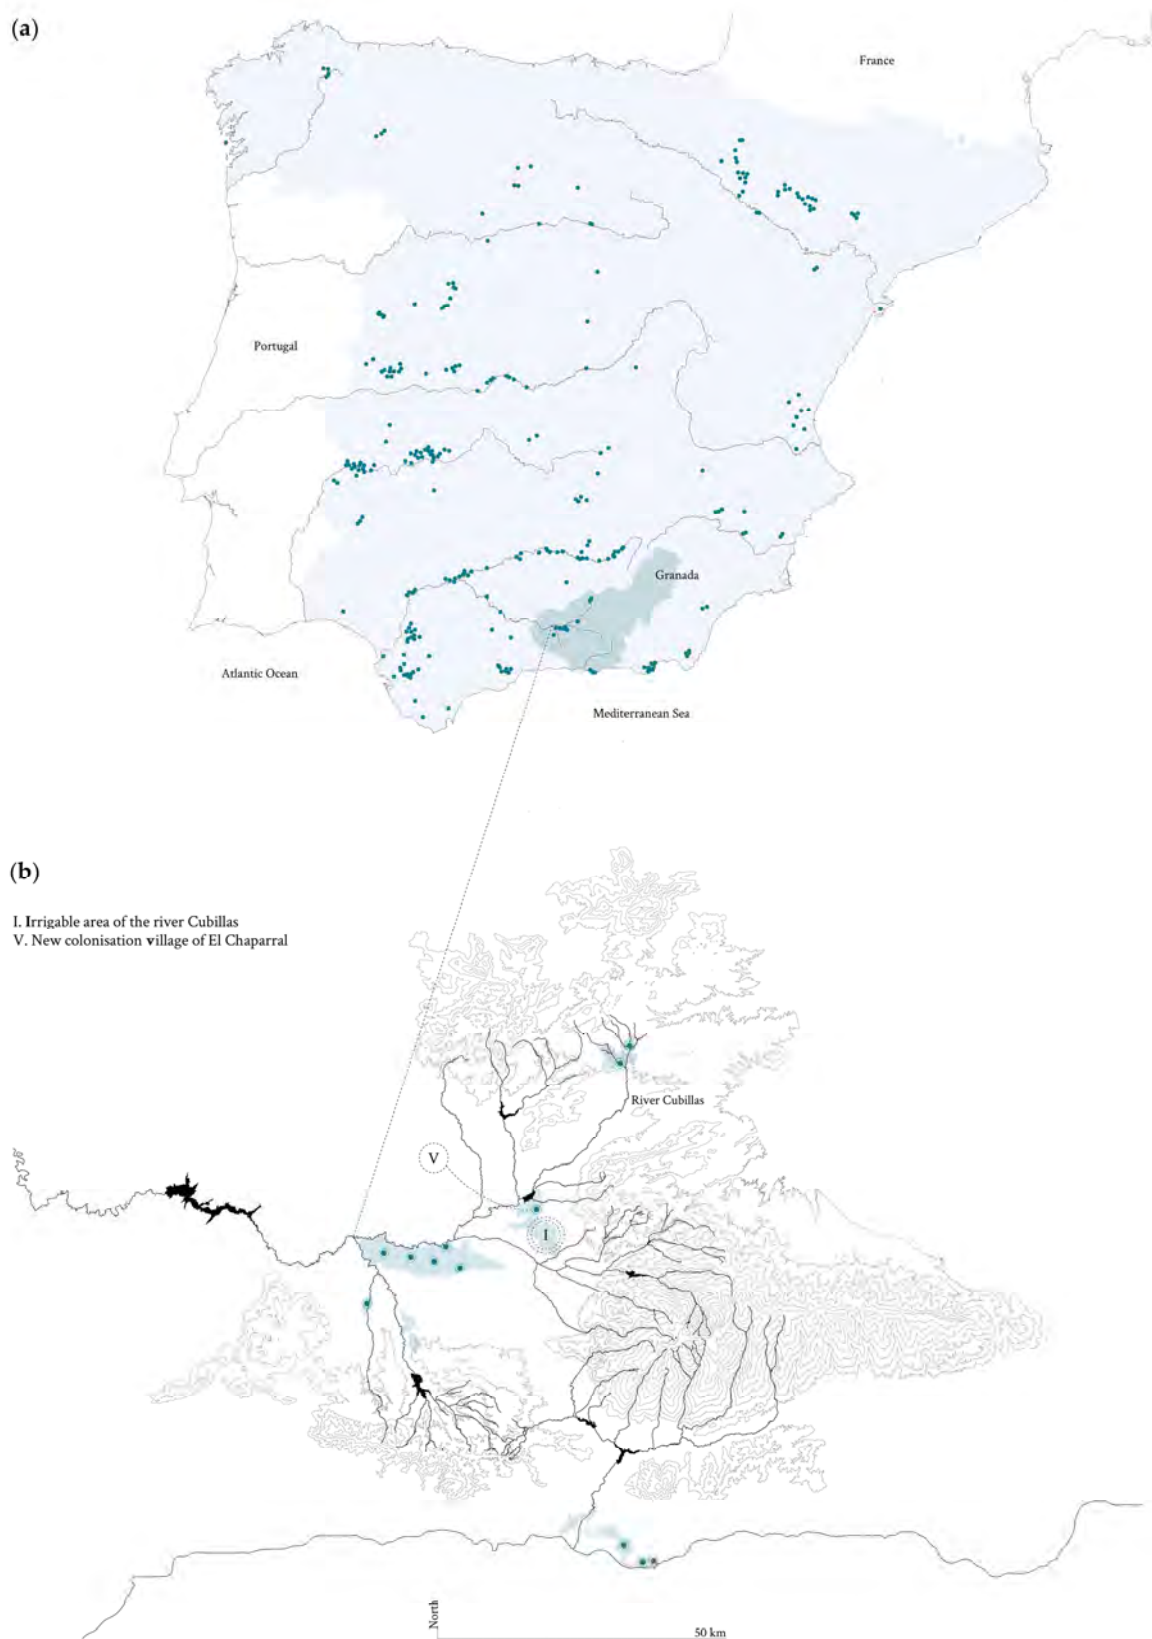 (a)
France
Portugal
Granada
Atlantic Ocean
Mediterranean Sea
(b)
I. Irrigable area of the river Cubillas
V. New colonisation village of El Chaparral
River Cubillas
V
I
North
50 km